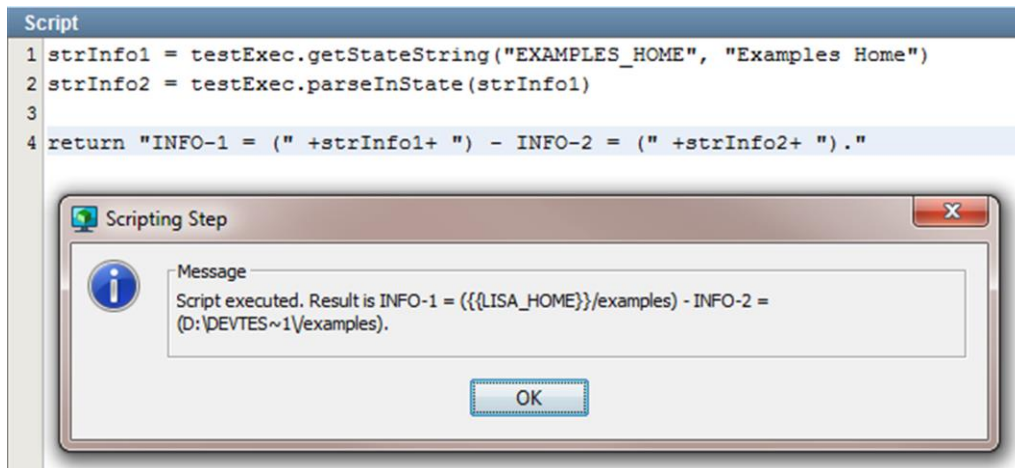 Script
1 strInfo1 = testExec.getStateString("EXAMPLES_HOME", "Examples Home")
2 strInfo2 = testExec.parseInState(strInfo1)
3
4 return "INFO-1 = (" +strInfo1+ ") - INFO-2 = (" +strInfo2+ ")."
Scripting Step
Message
Script executed. Result is INFO-1 = ({{LISA_HOME}}/examples) - INFO-2 =
(D:\DEVTES~1\/examples).
OK